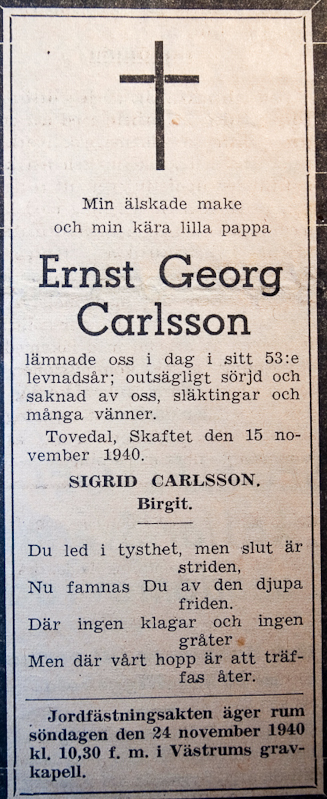 Min älskade make
och min kära lilla pappa
Ernst Georg
Carlsson
lämnade oss i dag i sitt 53:e
levnadsår; outsägligt sörjd och
saknad av oss, släktingar och
många vänner.
Tovedal, Skaftet den 15 no-
vember 1940.
SIGRID CARLSSON.
Birgit.
Du led i tysthet, men slut är
striden,
Nu famnas Du av den djupa
friden.
Där ingen klagar och ingen
gråter
Men där vårt hopp är att träf-
fas åter.
Jordfästningsakten äger rum
söndagen den 24 november 1940
kl. 10,30 f. m. i Västrums grav-
kapell.